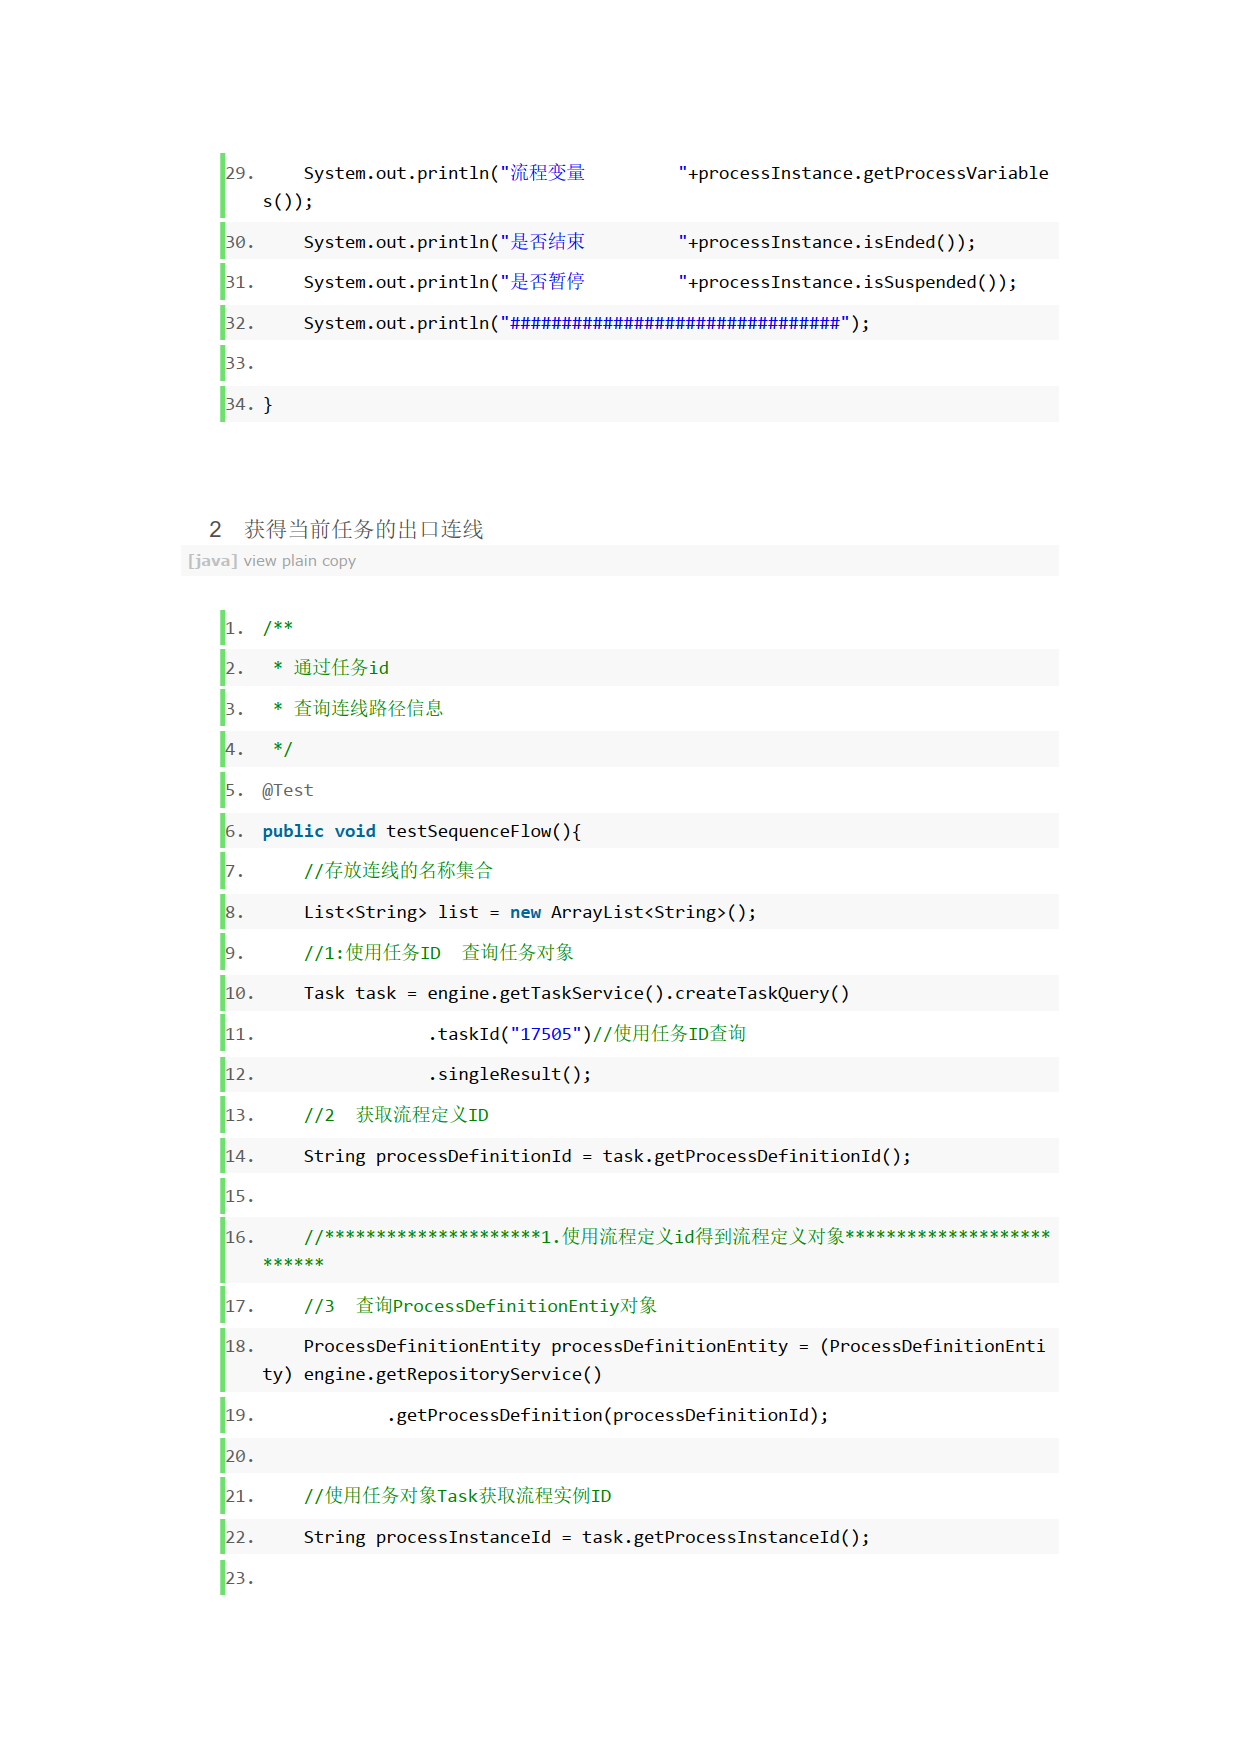 29.     System.out.println("流程变量         "+processInstance.getProcessVariable
s());
30.     System.out.println("是否结束         "+processInstance.isEnded());
31.     System.out.println("是否暂停         "+processInstance.isSuspended());
32.     System.out.println("################################");
33.
34. }
2  获得当前任务的出口连线
[java] view plain copy
1.  /**
2.   * 通过任务id
3.   * 查询连线路径信息
4.   */
5.  @Test
6.  public void testSequenceFlow(){
7.      //存放连线的名称集合
8.      List<String> list = new ArrayList<String>();
9.      //1:使用任务ID  查询任务对象
10.        Task task = engine.getTaskService().createTaskQuery()
11.                 .taskId("17505")//使用任务ID查询
12.                 .singleResult();
13.     //2  获取流程定义ID
14.     String processDefinitionId = task.getProcessDefinitionId();
15.
16.     //*********************1.使用流程定义id得到流程定义对象********************
******
17.     //3  查询ProcessDefinitionEntiy对象
18.     ProcessDefinitionEntity processDefinitionEntity = (ProcessDefinitionEnti
ty) engine.getRepositoryService()
19.             .getProcessDefinition(processDefinitionId);
20.
21.     //使用任务对象Task获取流程实例ID
22.     String processInstanceId = task.getProcessInstanceId();
23.